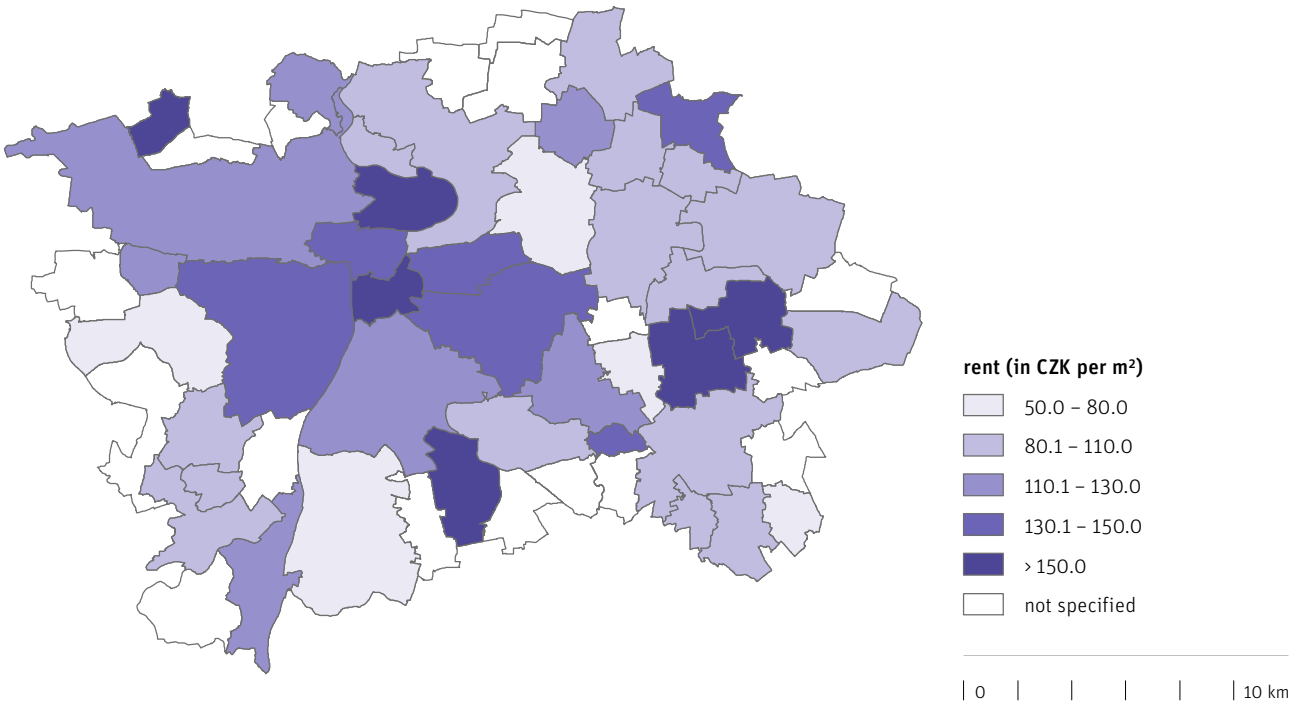 rent (in CZK per m²)
50.0 – 80.0
80.1 – 110.0
110.1 – 130.0
130.1 – 150.0
› 150.0
not specified
0 10 km